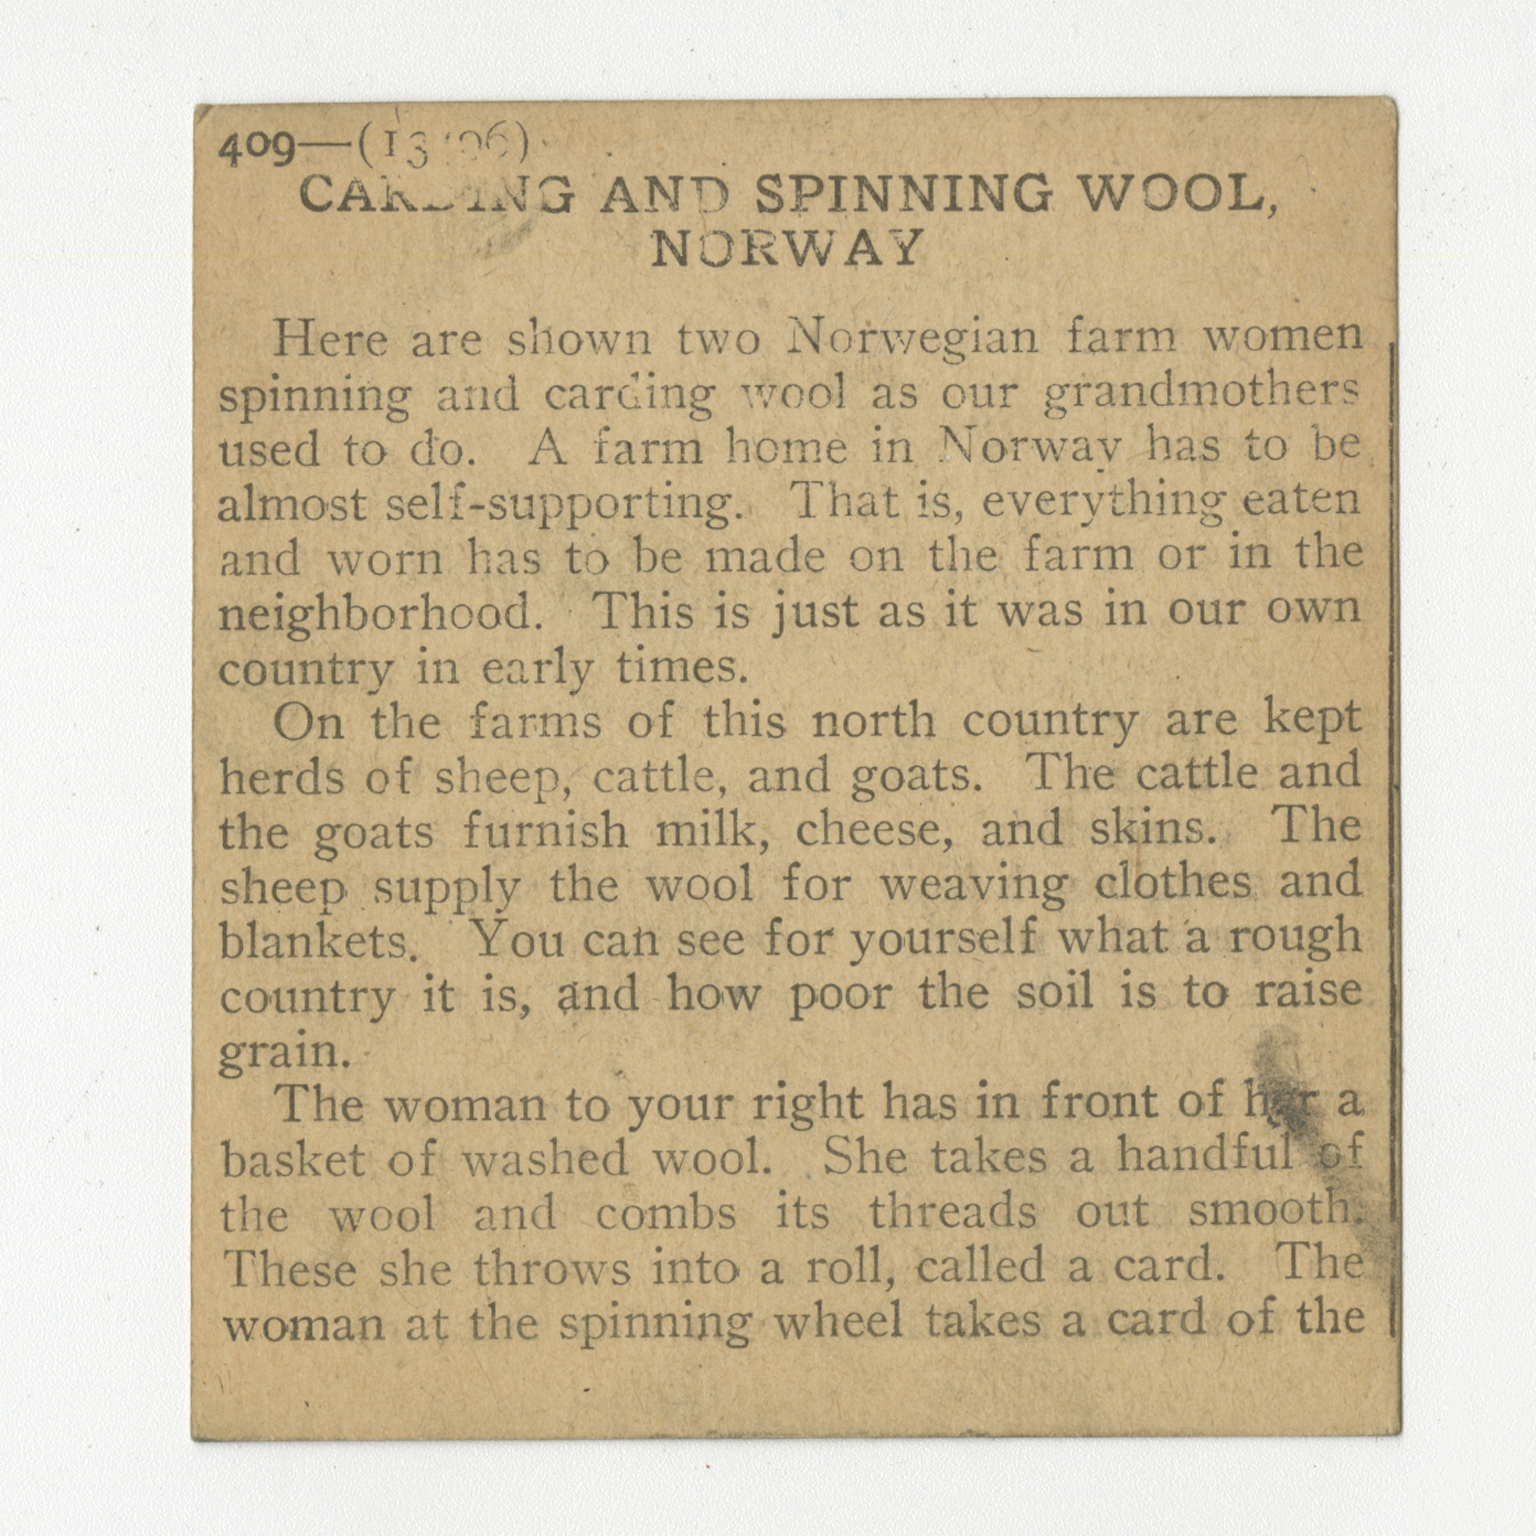 409—(13 06)
CARDING AND SPINNING WOOL,
NORWAY
Here are shown two Norwegian farm women
spinning and carding wool as our grandmothers
used to do. A farm home in Norway has to be
almost self-supporting. That is, everything eaten
and worn has to be made on the farm or in the
neighborhood. This is just as it was in our own
country in early times.
On the farms of this north country are kept
herds of sheep, cattle, and goats. The cattle and
the goats furnish milk, cheese, and skins. The
sheep supply the wool for weaving clothes and
blankets. You can see for yourself what a rough
country it is, and how poor the soil is to raise
grain.
The woman to your right has in front of her a
basket of washed wool. She takes a handful of
the wool and combs its threads out smooth.
These she throws into a roll, called a card. The
woman at the spinning wheel takes a card of the